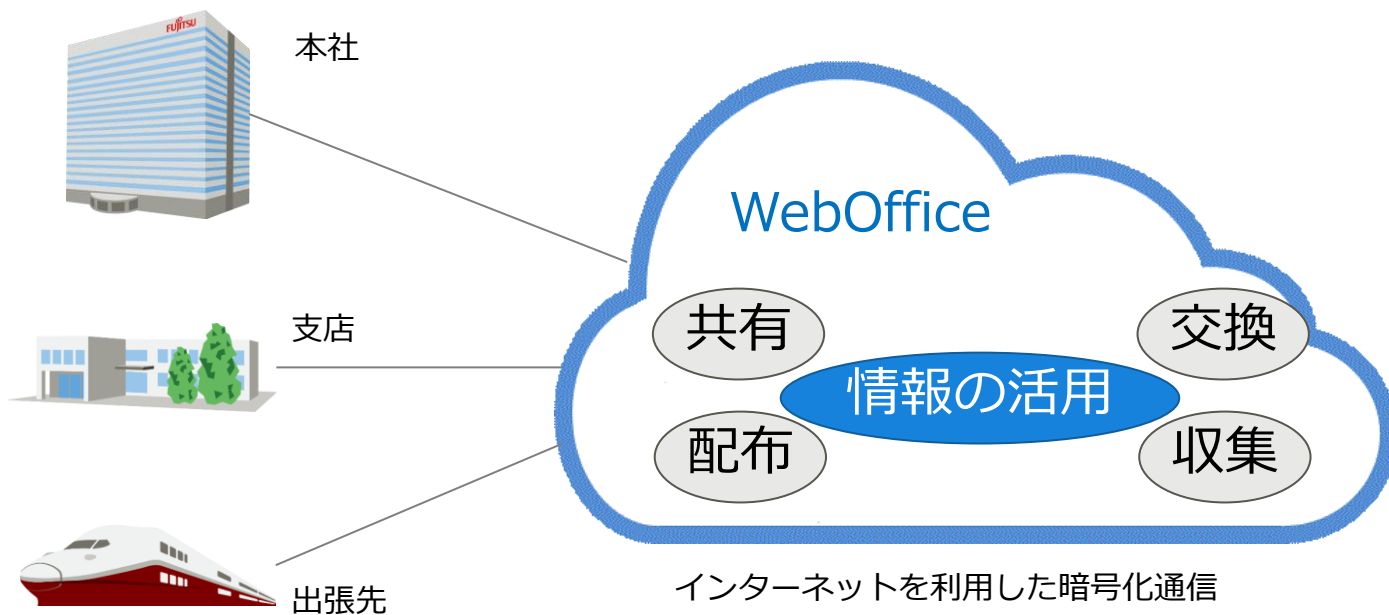 FUJITSU
本社
WebOffice
支店
共有
交換
情報の活用
配布
収集
出張先
インターネットを利用した暗号化通信